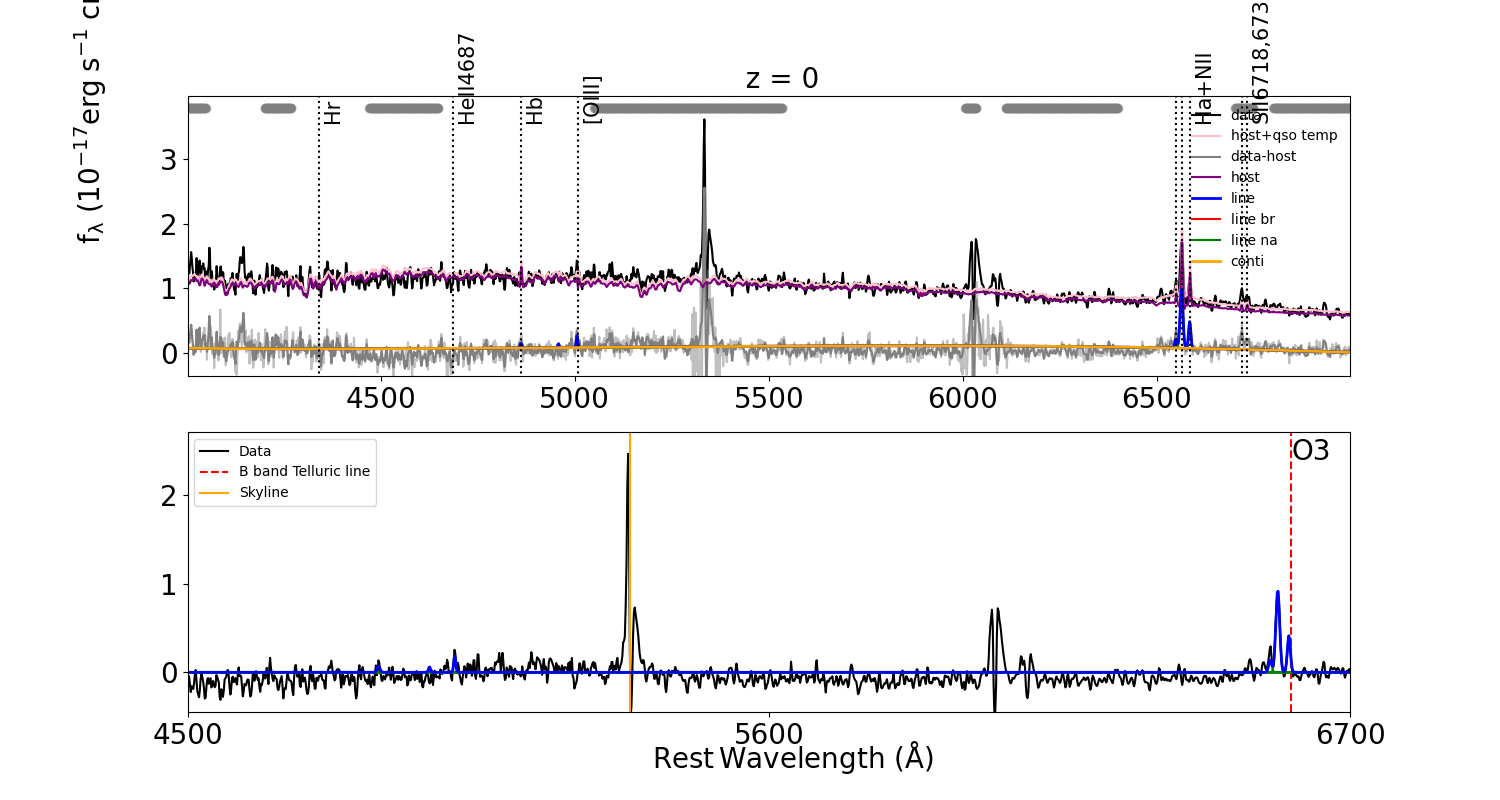 z = 0
fλ (10−17erg s−1 c
Hr
HeII4687
Hb
[OIII]
Ha+NII
SII6718,673
data
host+qso temp
data-host
host
line
line br
line na
conti
3
2
1
0
4500 5000 5500 6000 6500
Data
B band Telluric line
Skyline
O3
2
1
0
4500 5600 6700
Rest Wavelength (Å)